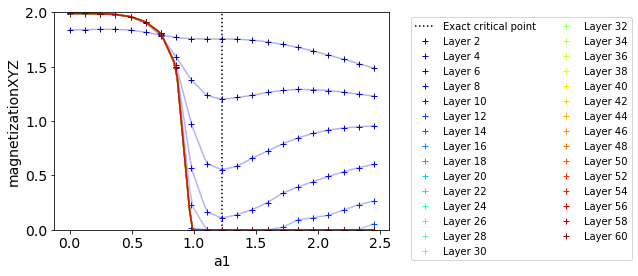 2.0
1.5
1.0
0.5
0.0
magnetizationXYZ
0.0 0.5 1.0 1.5 2.0 2.5
a1
Exact critical point
Layer 2
Layer 4
Layer 6
Layer 8
Layer 10
Layer 12
Layer 14
Layer 16
Layer 18
Layer 20
Layer 22
Layer 24
Layer 26
Layer 28
Layer 30
Layer 32
Layer 34
Layer 36
Layer 38
Layer 40
Layer 42
Layer 44
Layer 46
Layer 48
Layer 50
Layer 52
Layer 54
Layer 56
Layer 58
Layer 60